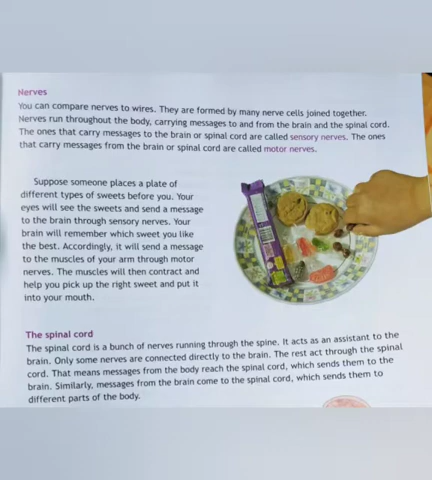 Nerves
You can compare nerves to wires. They are formed by many nerve cells joined together.
Nerves run throughout the body, carrying messages to and from the brain and the spinal cord.
The ones that carry messages to the brain or spinal cord are called sensory nerves. The ones
that carry messages from the brain or spinal cord are called motor nerves.
Suppose someone places a plate of
different types of sweets before you. Your
eyes will see the sweets and send a message
to the brain through sensory nerves. Your
brain will remember which sweet you like
the best. Accordingly, it will send a message
to the muscles of your arm through motor
nerves. The muscles will then contract and
help you pick up the right sweet and put it
into your mouth.
The spinal cord
The spinal cord is a bunch of nerves running through the spine. It acts as an assistant to the
brain. Only some nerves are connected directly to the brain. The rest act through the spinal
cord. That means messages from the body reach the spinal cord, which sends them to the
brain. Similarly, messages from the brain come to the spinal cord, which sends them to
different parts of the body.